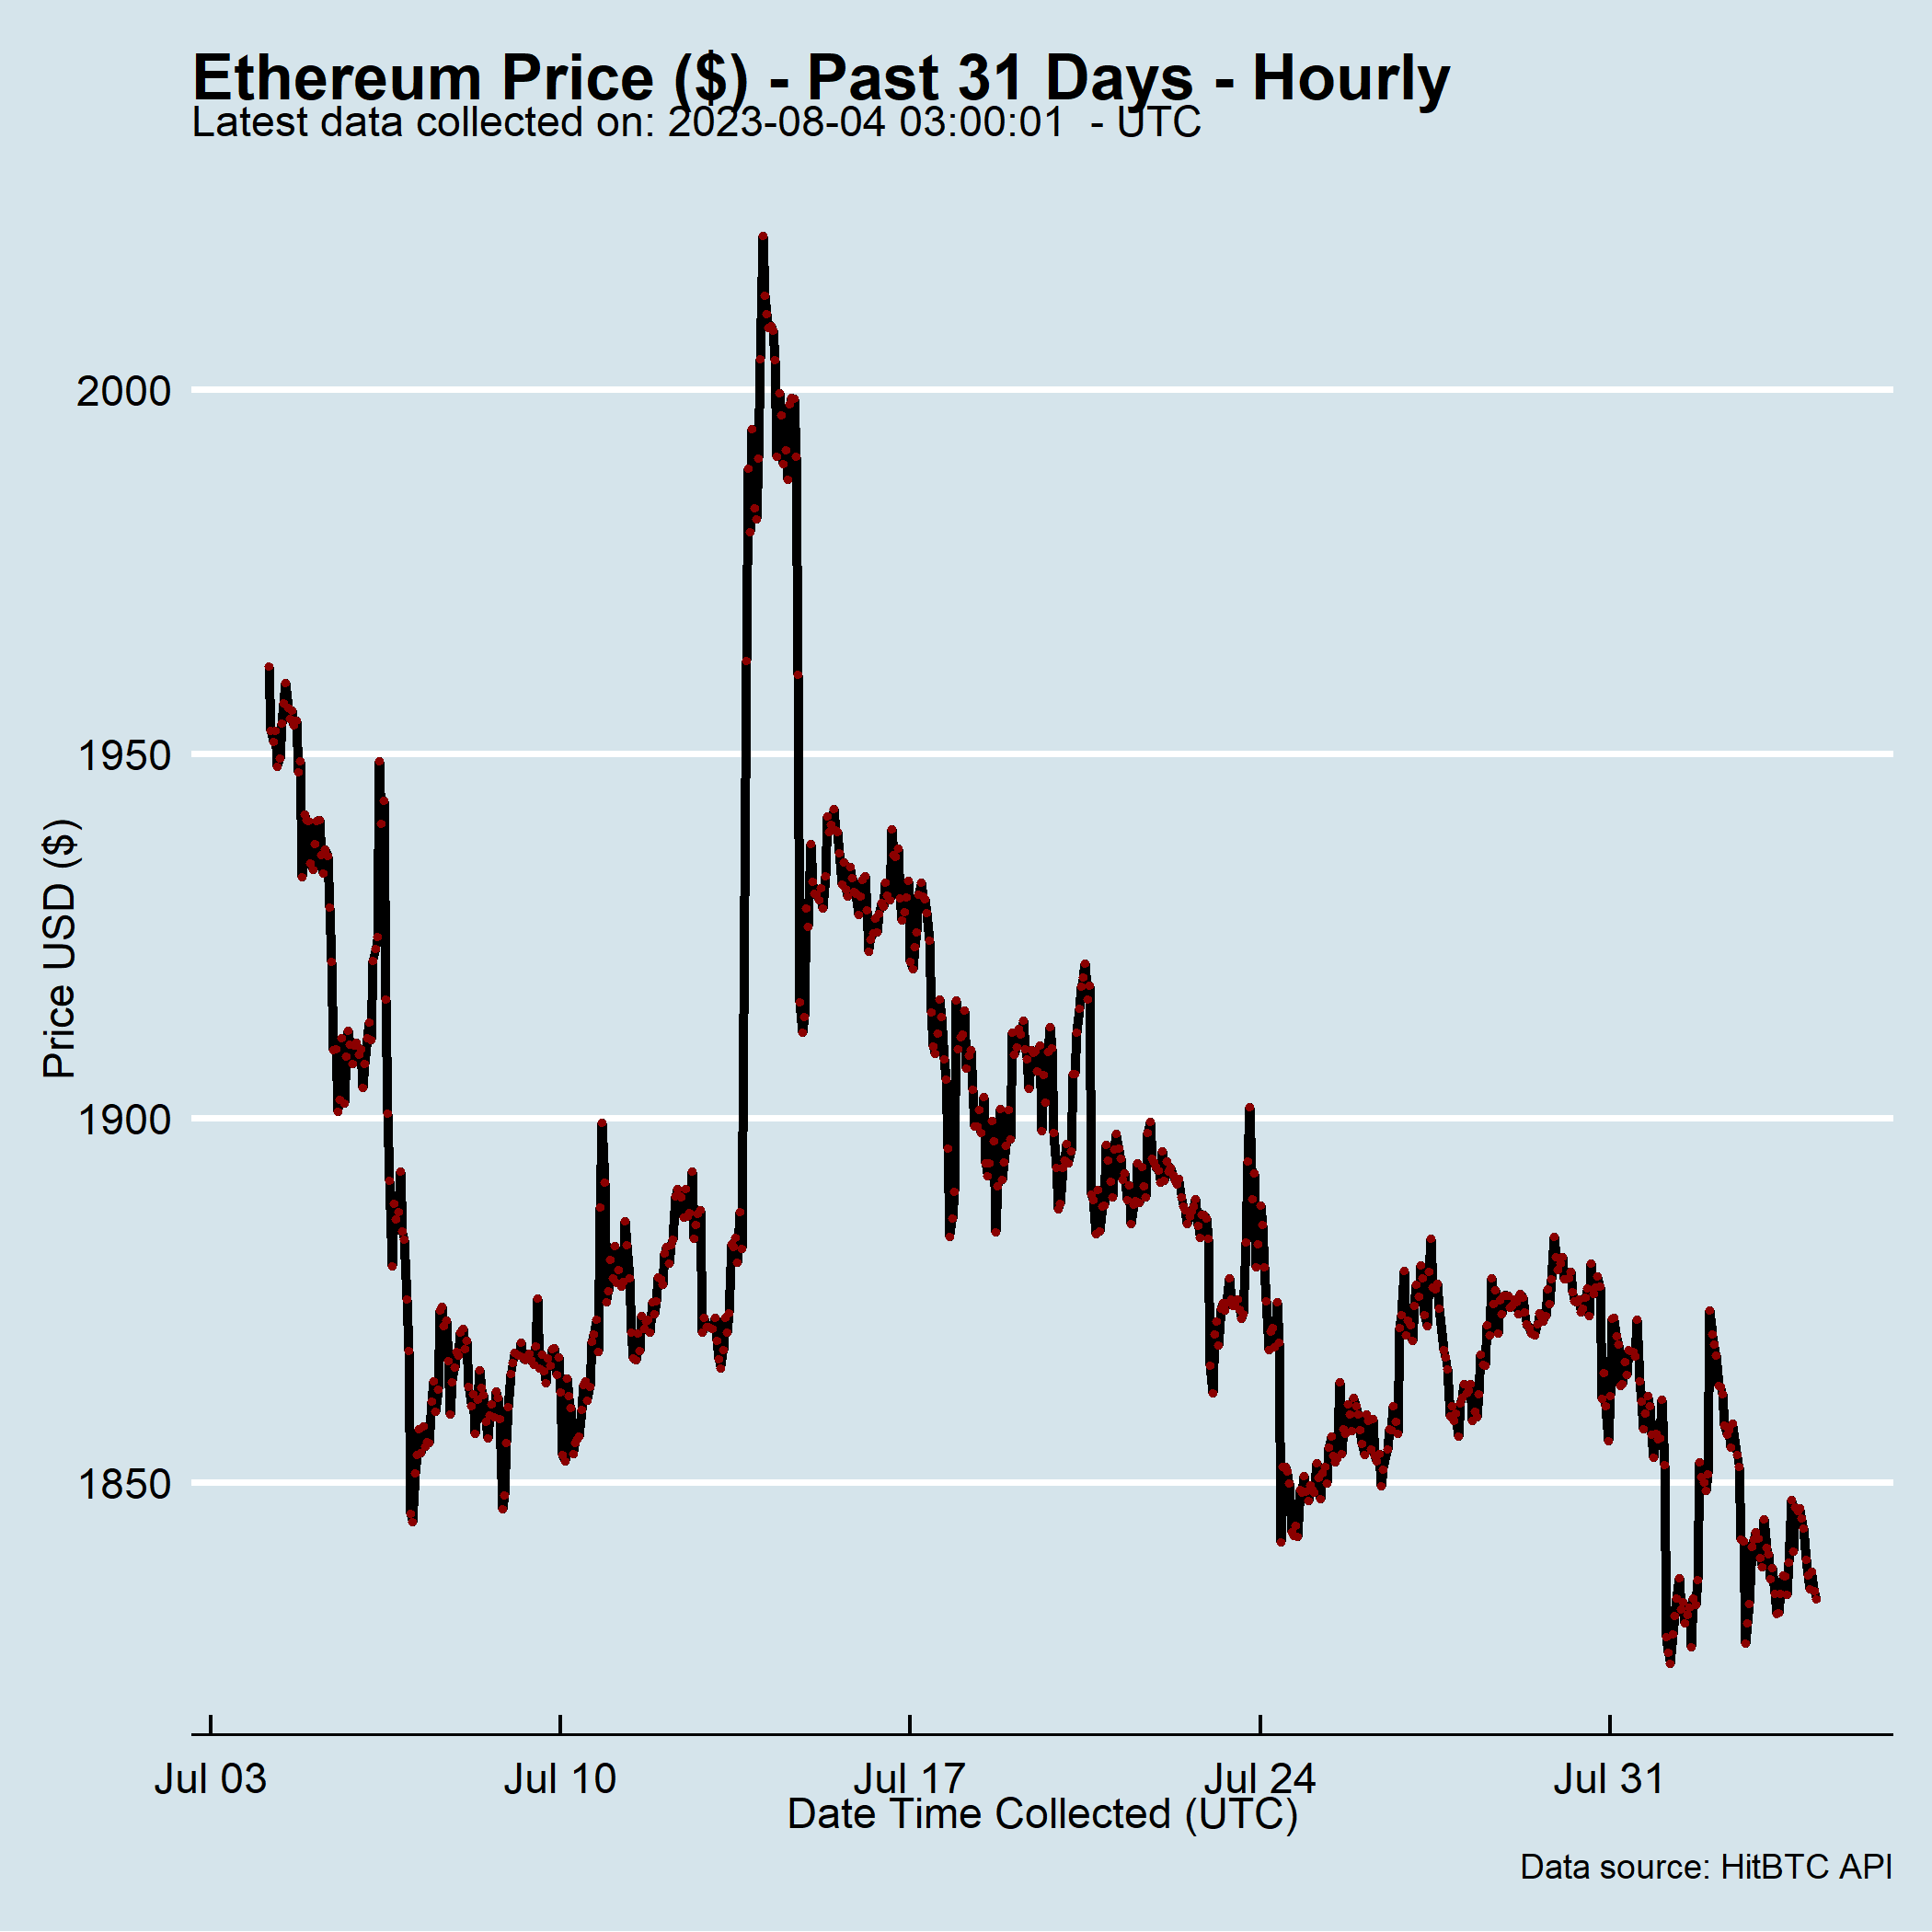 Ethereum Price ($) - Past 31 Days - Hourly
Latest data collected on: 2023-08-04 03:00:01  - UTC
2000
1950
1900
1850
Price USD ($)
Jul 03
Jul 10
Jul 17
Jul 24
Jul 31
Date Time Collected (UTC)
Data source: HitBTC API